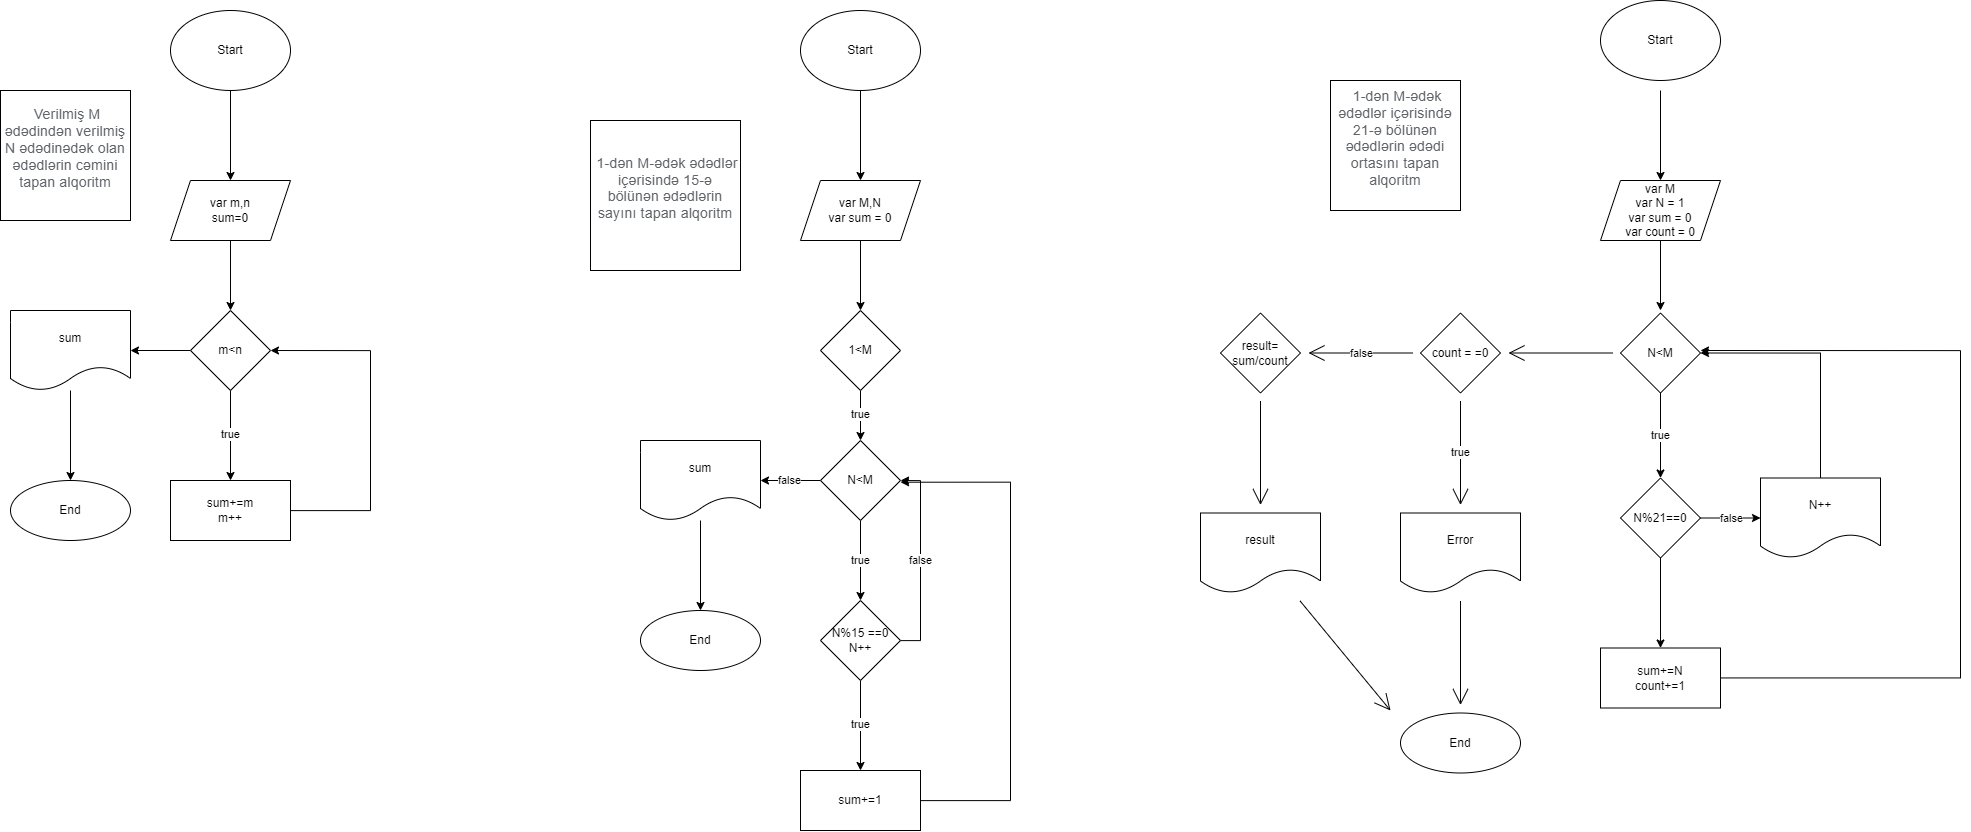 Start
Verilmiş M
ədədindən verilmiş
N ədədinədək olan
ədədlərin cəmini
tapan alqoritm
var m,n
sum=0
m<n
sum
true
sum+=m
m++
End
Start
1-dən M-ədək ədədlər
içərisində 15-ə
bölünən ədədlərin
sayını tapan alqoritm
var M,N
var sum = 0
1<M
true
N<M
false
sum
true
false
End
N%15 ==0
N++
true
sum+=1
Start
1-dən M-ədək
ədədlər içərisində
21-ə bölünən
ədədlərin ədədi
ortasını tapan
alqoritm
var M
var N = 1
var sum = 0
var count = 0
N<M
count = =0
false
result=
sum/count
true
true
N%21==0
false
N++
result
Error
sum+=N
count+=1
End